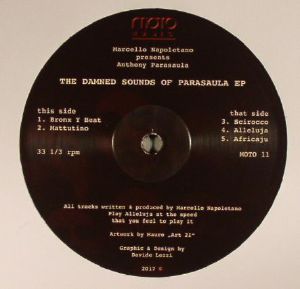 moto
MUSIC
Marcello Napoletano
presents
Anthony Parasaula
THE DAMNED SOUNDS OF PARASAULA EP
this side
1. Bronx Y Beat
2. Mattutino
that side
3. Scirocco
4. Alleluja
5. Africaju
33 1/3 rpm
MOTO 11
All tracks written & produced by Marcello Napoletano
Play Alleluja at the speed
that you feel to play it
Artwork by Mauro „Art 21"
Graphic & Design by
Davide Lezzi
2017